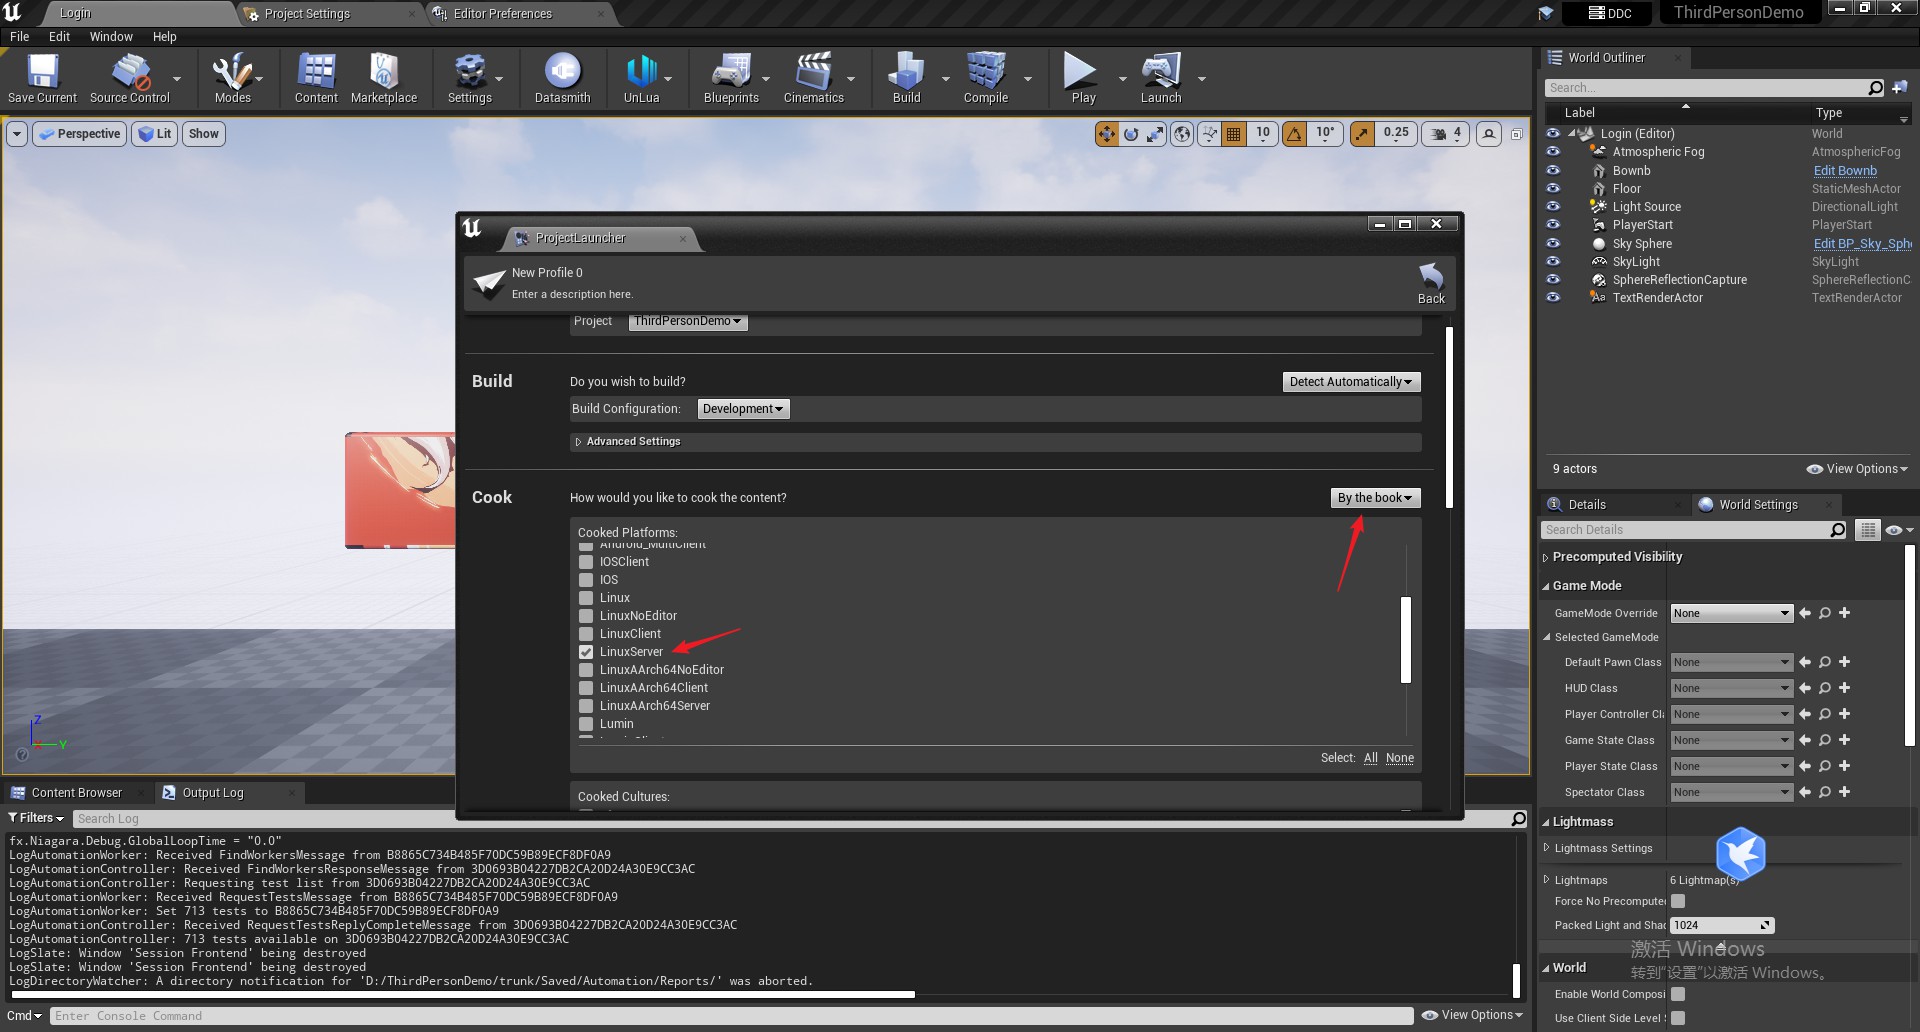 Login
Project Settings
Editor Preferences
DDC
ThirdPersonDemo
File Edit Window Help
Save Current
Source Control
Modes
Content
Marketplace
Settings
Datasmith
UnLua
Blueprints
Cinematics
Build
Compile
Play
Launch
Perspective
Lit
Show
10
10°
0.25
4
World Outliner
Search...
Label Type
Login (Editor) World
Atmospheric Fog AtmosphericFog
Bownb Edit Bownb
Floor StaticMeshActor
Light Source DirectionalLight
PlayerStart PlayerStart
Sky Sphere Edit BP_Sky_Sph
SkyLight SkyLight
SphereReflectionCapture SphereReflectionC
TextRenderActor TextRenderActor
9 actors
View Options
ProjectLauncher
New Profile 0
Enter a description here.
Back
Project ThirdPersonDemo
Build
Do you wish to build?
Detect Automatically
Build Configuration: Development
Advanced Settings
Cook
How would you like to cook the content?
By the book
Cooked Platforms:
Android_MultiClient
IOSClient
IOS
Linux
LinuxNoEditor
LinuxClient
LinuxServer
LinuxAArch64NoEditor
LinuxAArch64Client
LinuxAArch64Server
Lumin
Select: All None
Cooked Cultures:
Z
X
Y
Details
World Settings
Search Details
Precomputed Visibility
Game Mode
GameMode Override None
Selected GameMode
Default Pawn Class None
HUD Class None
Player Controller Cl None
Game State Class None
Player State Class None
Spectator Class None
Lightmass
Lightmass Settings
Lightmaps 6 Lightmap(s)
Force No Precompute
Packed Light and Shad 1024
World
Enable World Composi
Use Client Side Level S
激活 Windows
转到"设置"以激活 Windows。
Content Browser
Output Log
Filters
Search Log
fx.Niagara.Debug.GlobalLoopTime = "0.0"
LogAutomationWorker: Received FindWorkersMessage from B8865C734B485F70DC59B89ECF8DF0A9
LogAutomationController: Received FindWorkersResponseMessage from 3D0693B04227DB2CA20D24A30E9CC3AC
LogAutomationController: Requesting test list from 3D0693B04227DB2CA20D24A30E9CC3AC
LogAutomationWorker: Received RequestTestsMessage from B8865C734B485F70DC59B89ECF8DF0A9
LogAutomationWorker: Set 713 tests to B8865C734B485F70DC59B89ECF8DF0A9
LogAutomationController: Received RequestTestsReplyCompleteMessage from 3D0693B04227DB2CA20D24A30E9CC3AC
LogAutomationController: 713 tests available on 3D0693B04227DB2CA20D24A30E9CC3AC
LogSlate: Window 'Session Frontend' being destroyed
LogSlate: Window 'Session Frontend' being destroyed
LogDirectoryWatcher: A directory notification for 'D:/ThirdPersonDemo/trunk/Saved/Automation/Reports/' was aborted.
Cmd
Enter Console Command
View Options